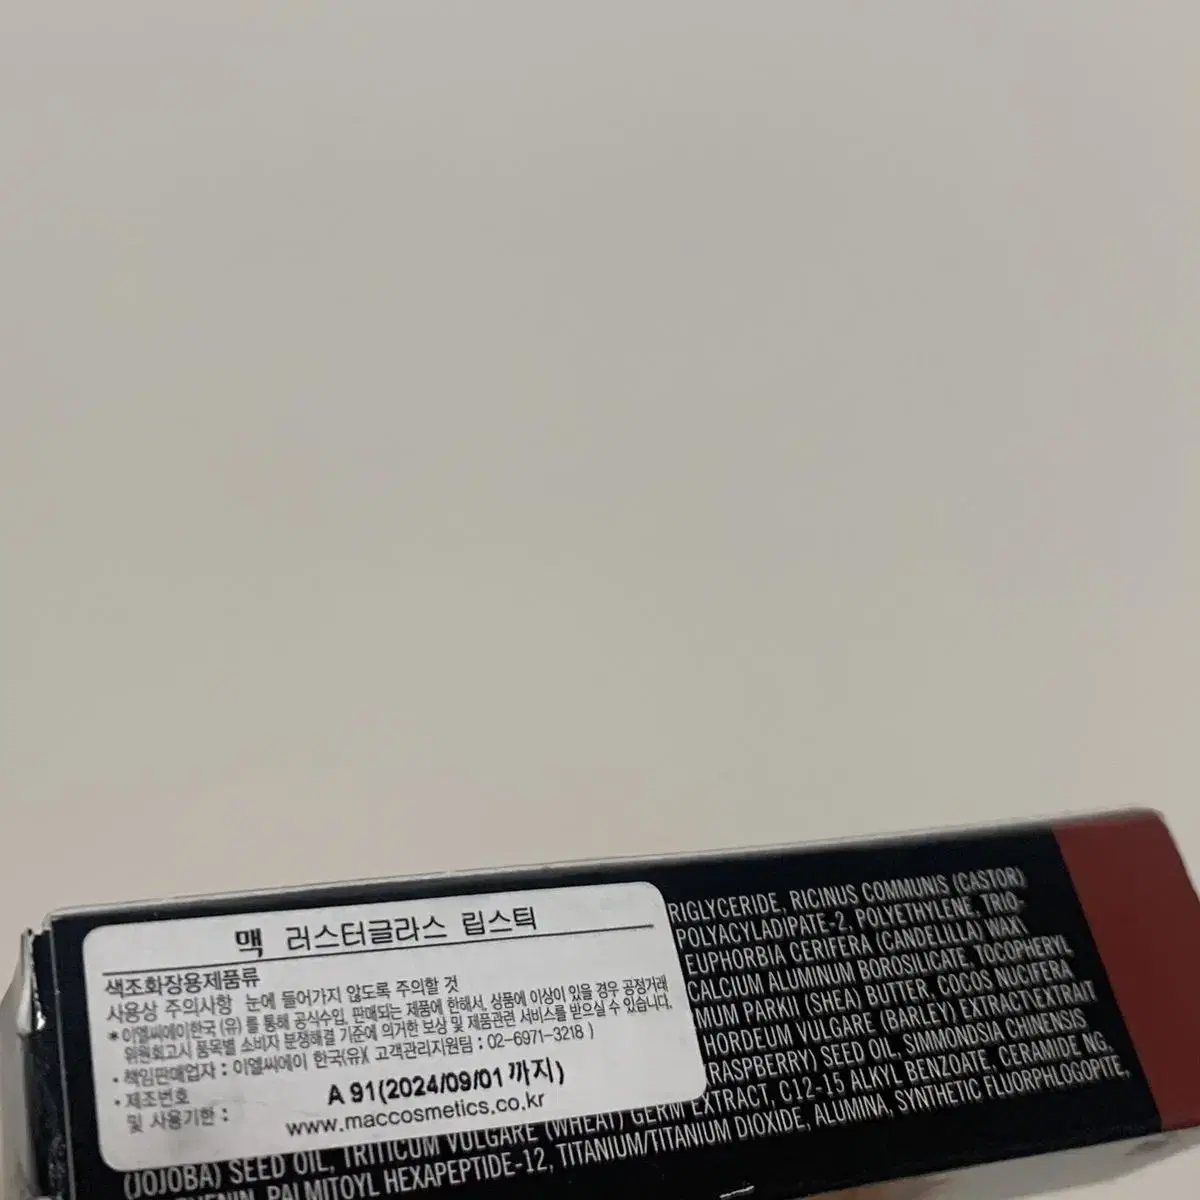 맥 러스터글라스 립스틱
색조화장용제품류
사용상 주의사항 눈에 들어가지 않도록 주의할 것
*이엘씨에이한국 (유) 를 통해 공식수입, 판매되는 제품에 한해서, 상품에 이상이 있을 경우 공정거래
위원회고시 품목별 소비자 분쟁해결 기준에 의거한 보상 및 제품관련 서비스를 받으실 수 있습니다.
• 책임판매업자 : 이엘씨에이 한국(유)( 고객관리지원팀 : 02-6971-3218 )
• 제조번호
및 사용기한 : A 91(2024/09/01까지)
www.maccosmetics.co.kr
RIGLYCERIDE, RICINUS COMMUNIS (CASTOR)
POLYACYLADIPATE-2, POLYETHYLENE, TRIO-
EUPHORBIA CERIFERA (CANDELILLA) WAX\
CALCIUM ALUMINUM BOROSILICATE, TOCOPHERYL
MUM PARKII (SHEA) BUTTER, COCOS NUCIFERA
HORDEUM VULGARE (BARLEY) EXTRACT\EXTRAIT
(RASPBERRY) SEED OIL, SIMMONDSIA CHINENSIS
(WHEAT) GERM EXTRACT, C12-15 ALKYL BENZOATE, CERAMIDE NG,
(JOJOBA) SEED OIL, TRITICUM VULGARE
PALMITOYL HEXAPEPTIDE-12, TITANIUM/TITANIUM DIOXIDE, ALUMINA, SYNTHETIC FLUORPHLOGOPITE,